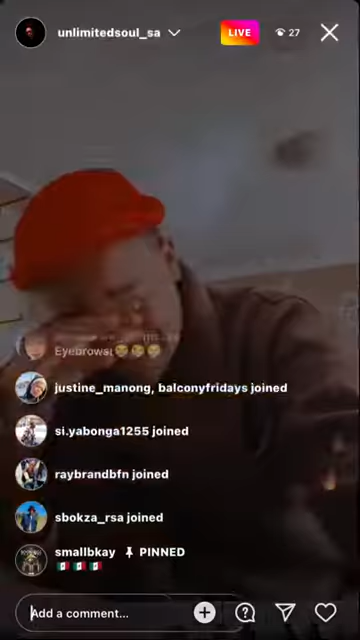 unlimitedsoul_sa
LIVE
27
Eyebrows😭😭😭
justine_manong, balconyfridays joined
si.yabonga1255 joined
raybrandbfn joined
sbokza_rsa joined
smallbkay PINNED
🇲🇽🇲🇽🇲🇽
Add a comment...